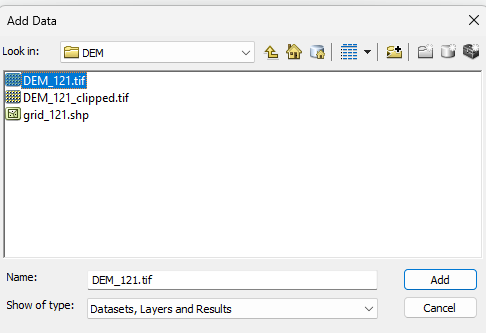 Add Data
Look in: DEM
DEM_121.tif
DEM_121_clipped.tif
grid_121.shp
Name: DEM_121.tif Add
Show of type: Datasets, Layers and Results Cancel